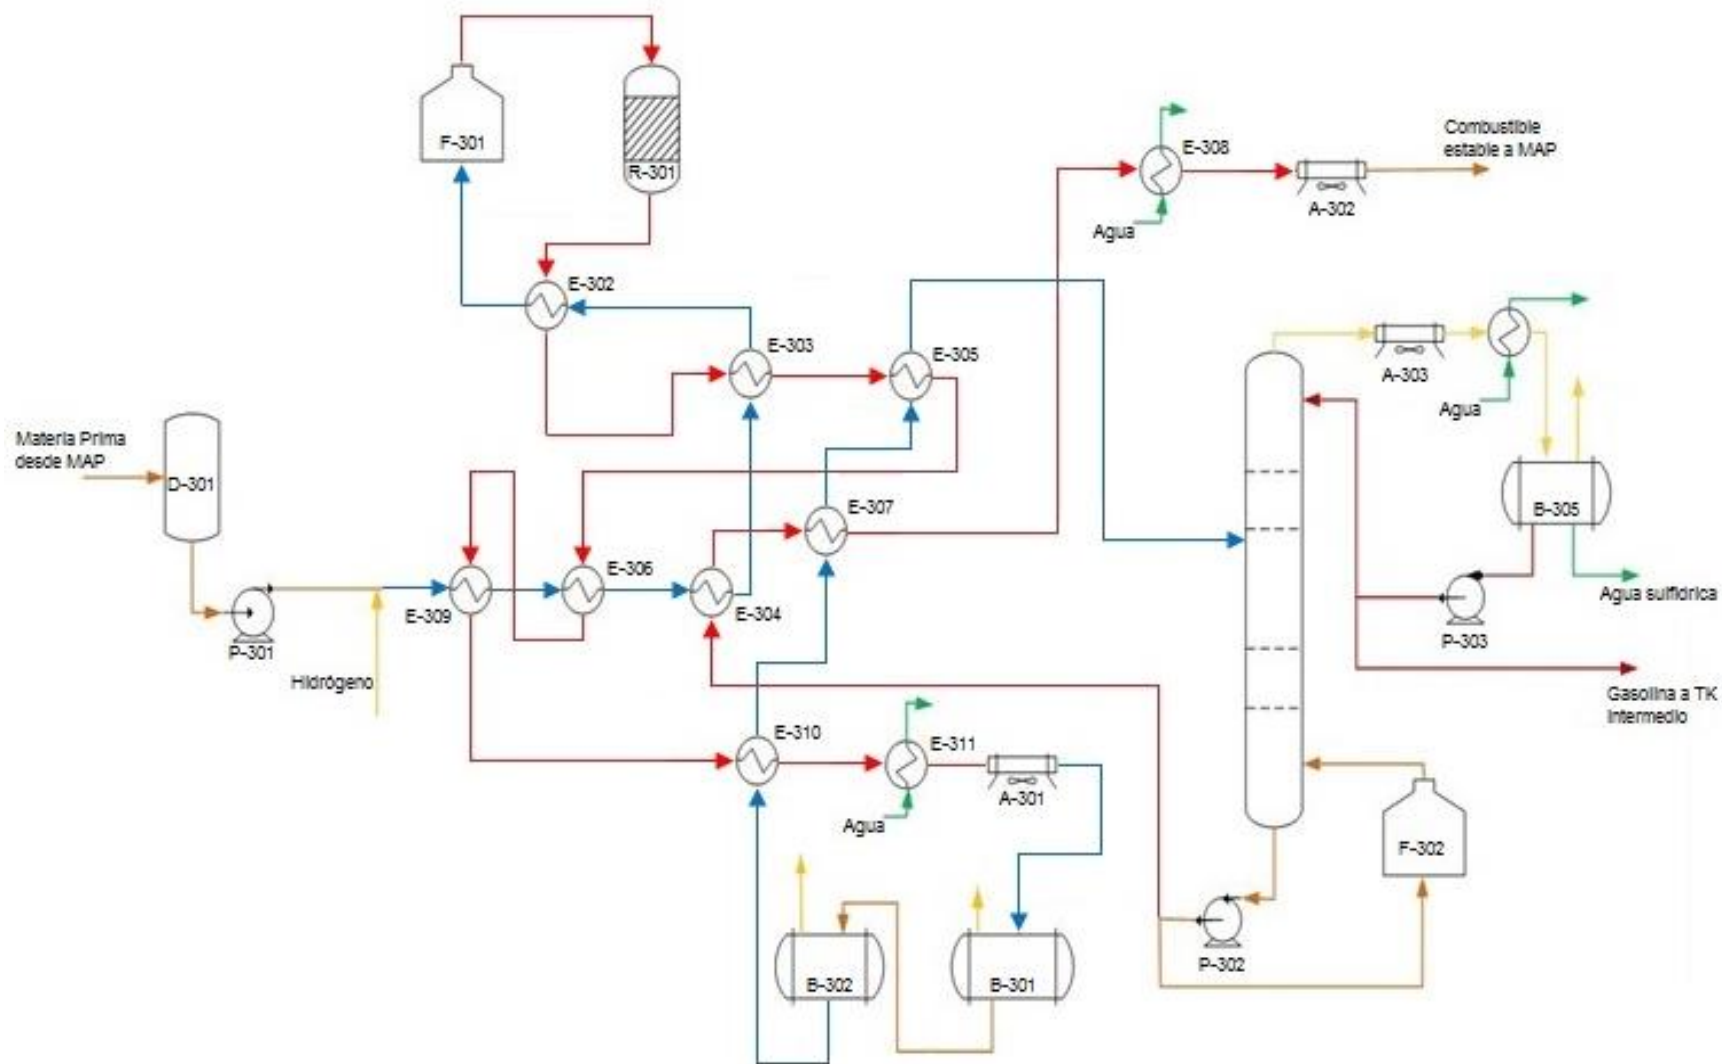 F-301
R-301
E-308
Combustible
estable a MAP
A-302
Agua
E-302
E-303
E-305
A-303
Agua
Materia Prima
desde MAP
D-301
E-307
B-305
E-306
E-304
E-309
P-301
Agua sulfidrica
P-303
Hidrógeno
Gasolina a TK
Intermedio
E-310
E-311
A-301
Agua
F-302
P-302
B-302
B-301